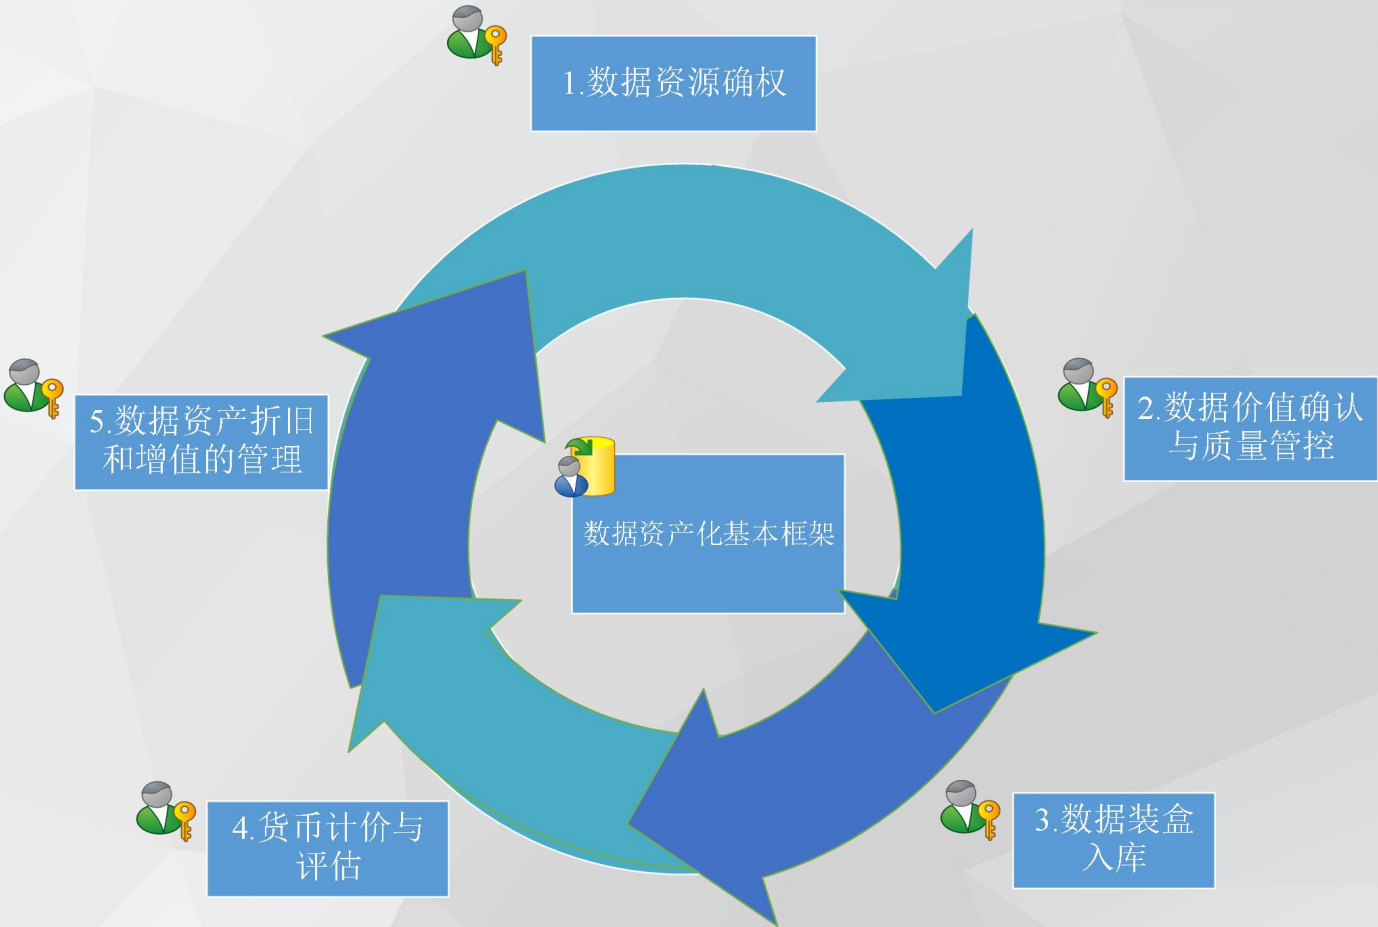 1.数据资源确权
2.数据价值确认
与质量管控
3.数据装盒
入库
4.货币计价与
评估
5.数据资产折旧
和增值的管理
数据资产化基本框架